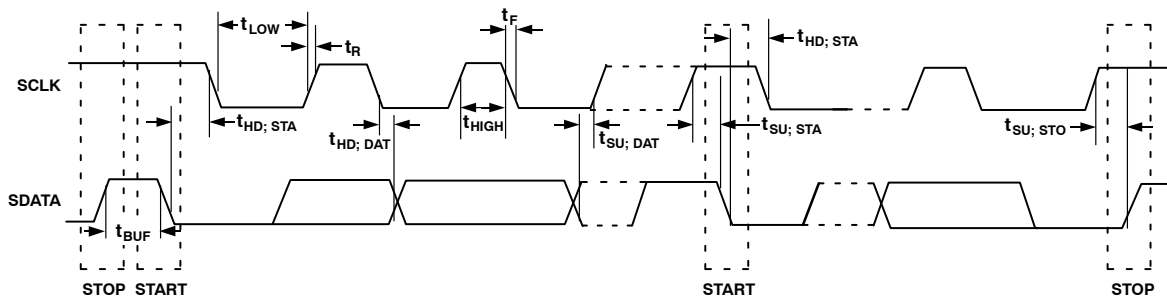 tLOW
tR
tF
tHD; STA
SCLK
tHD; STA
tHD; DAT
tHIGH
tSU; DAT
tSU; STA
tSU; STO
SDATA
tBUF
STOP
START
START
STOP